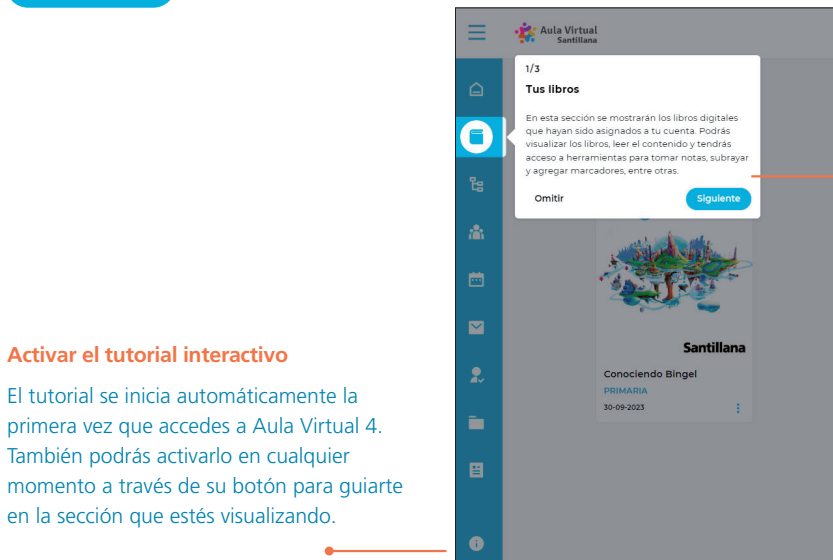 Aula Virtual
Santillana
1/3
Tus libros
En esta sección se mostrarán los libros digitales
que hayan sido asignados a tu cuenta. Podrás
visualizar los libros, leer el contenido y tendrás
acceso a herramientas para tomar notas, subrayar
y agregar marcadores, entre otras.
Omitir
Siguiente
Santillana
Conociendo Bingel
PRIMARIA
30-09-2023
Activar el tutorial interactivo
El tutorial se inicia automáticamente la
primera vez que accedes a Aula Virtual 4.
También podrás activarlo en cualquier
momento a través de su botón para guiarte
en la sección que estés visualizando.